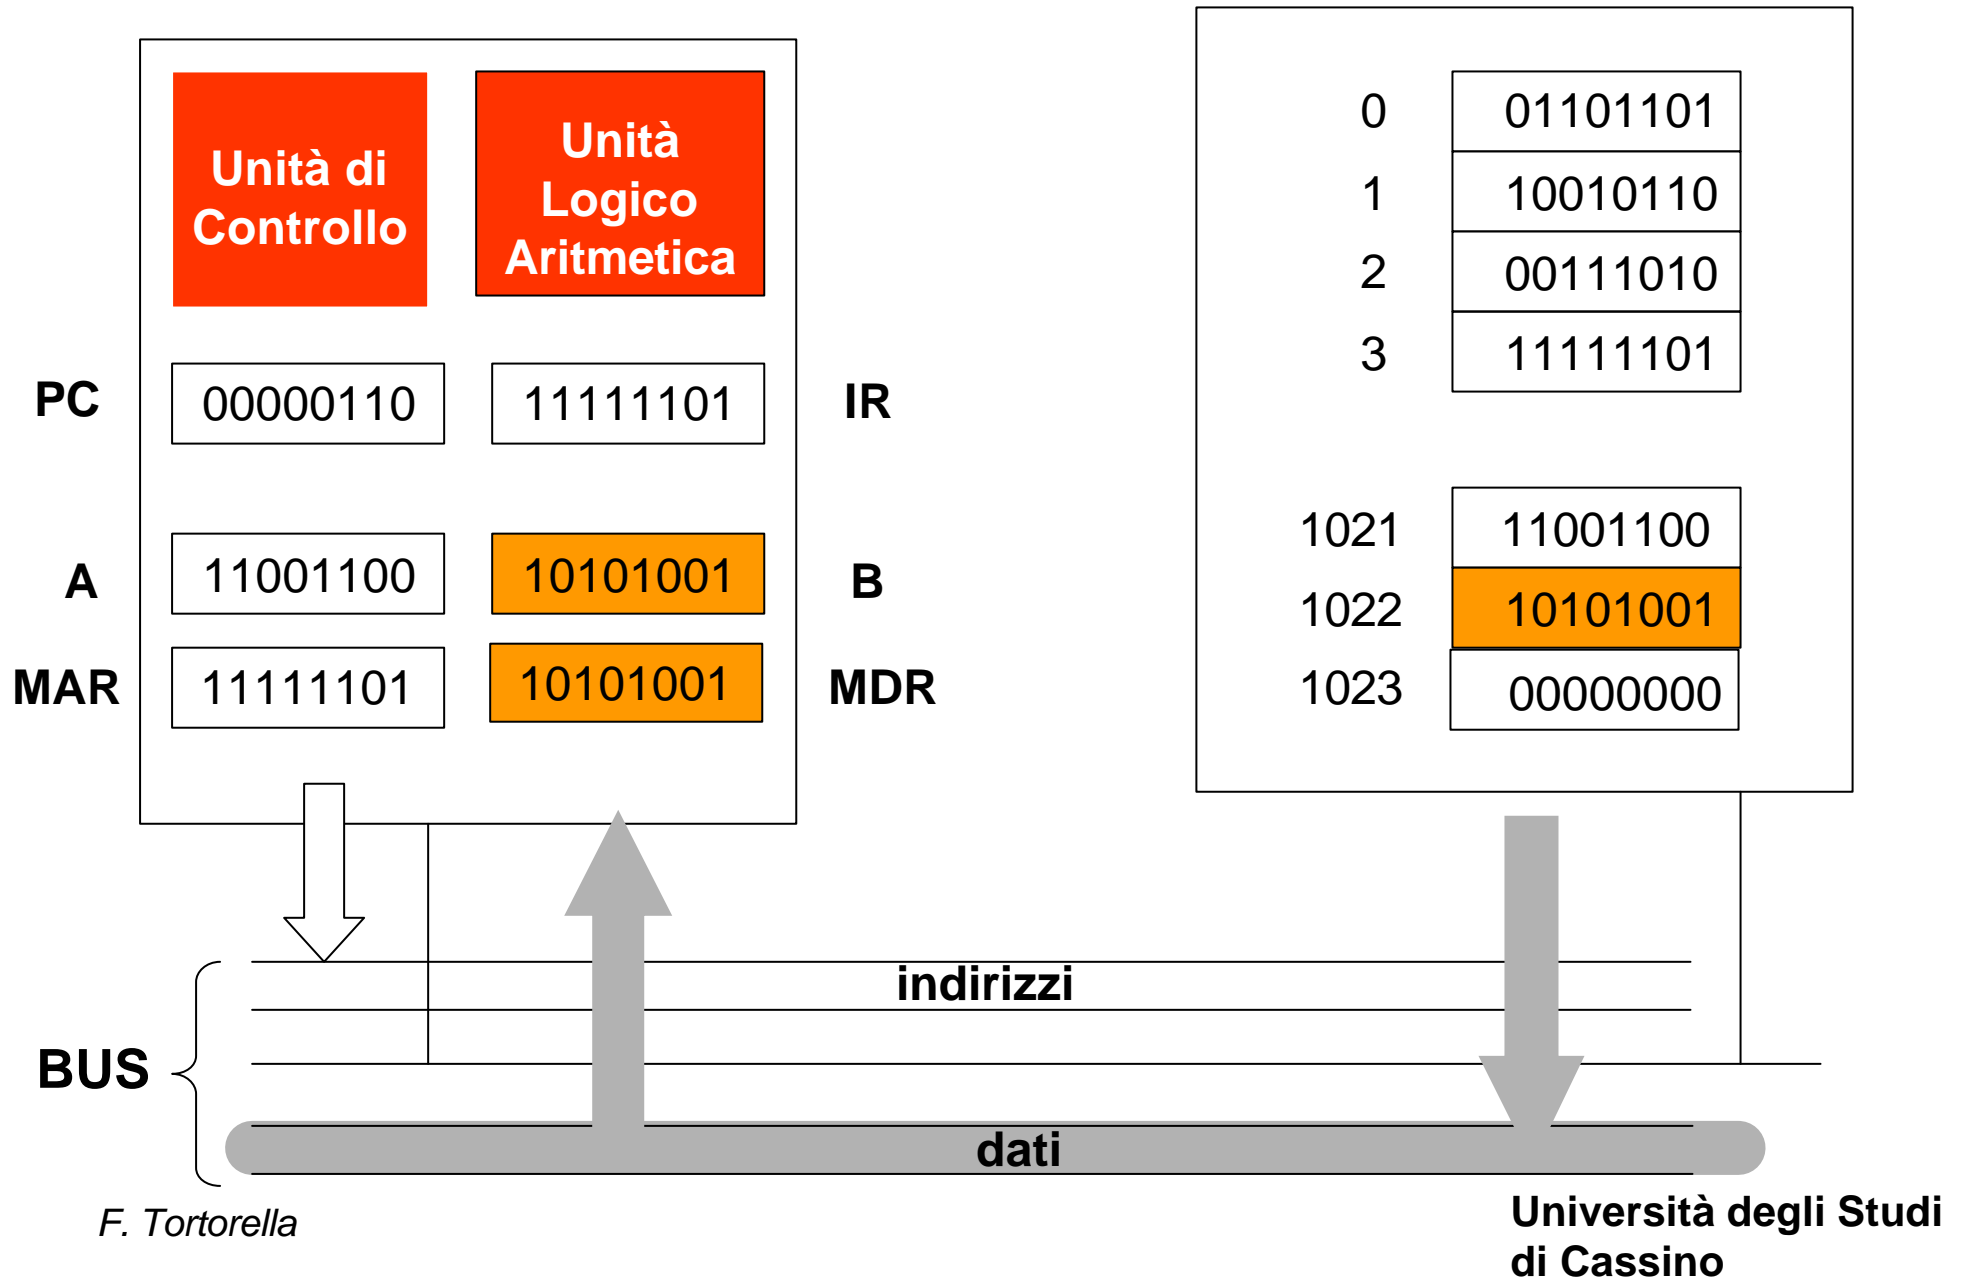 Unità di
Controllo
Unità
Logico
Aritmetica
PC 00000110 11111101 IR
A 11001100 10101001 B
MAR 11111101 10101001 MDR
0 01101101
1 10010110
2 00111010
3 11111101
1021 11001100
1022 10101001
1023 00000000
BUS
indirizzi
dati
F. Tortorella
Università degli Studi
di Cassino